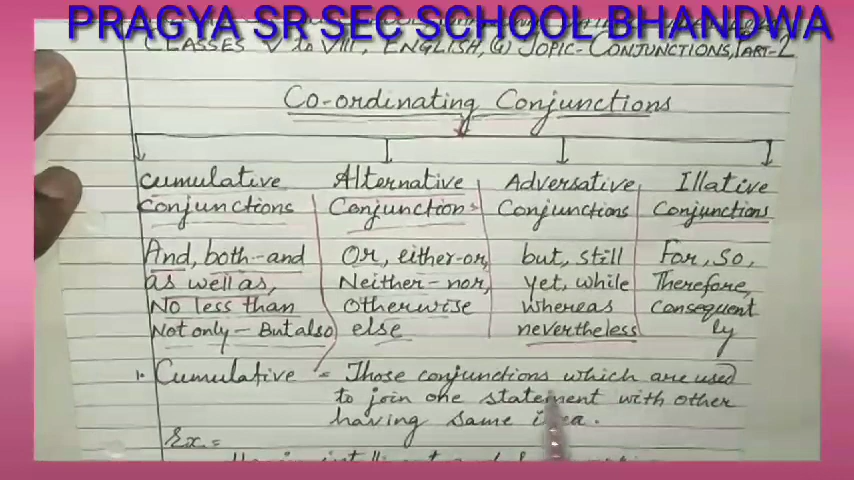 PRAGYA SR SEC SCHOOL BHANDWA
CLASSES V to VIII, ENGLISH, (G) TOPIC-CONJUNCTIONS, PART-2
Co-ordinating Conjunctions
cumulative Alternative Adversative Illative
conjunctions Conjunctions Conjunctions Conjunctions
And, both--and Or, either-or, but, still For, So,
as well as, Neither-nor, yet, while Therefore,
No less than Otherwise whereas consequent
Not only - But also else nevertheless ly
1. Cumulative = Those conjunctions which are used
to join one statement with other
having same idea.
Ex. =